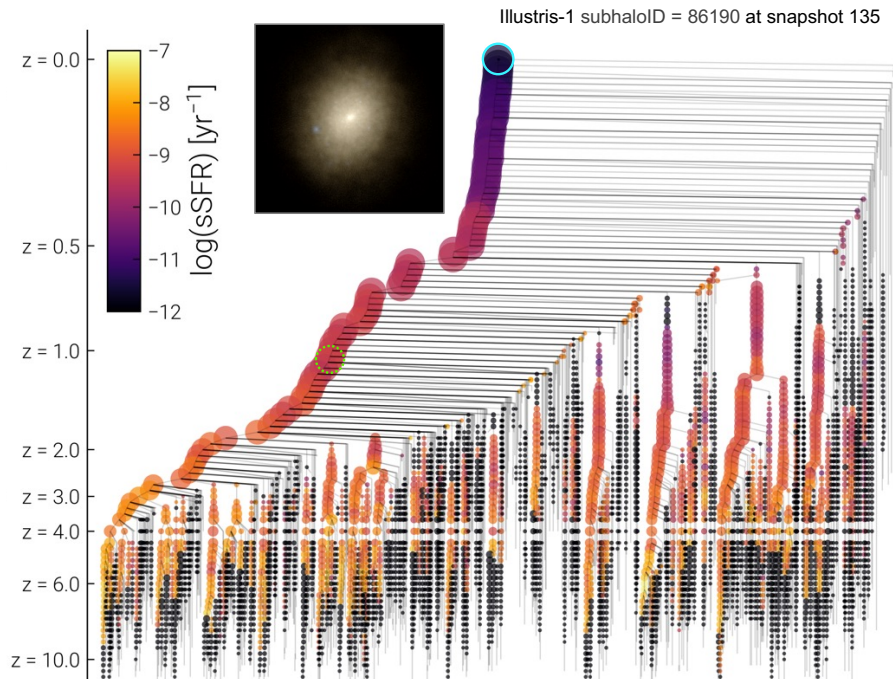 Illustris-1 subhaloID = 86190 at snapshot 135
z = 0.0
z = 0.5
z = 1.0
z = 2.0
z = 3.0
z = 4.0
z = 6.0
z = 10.0
−7
−8
−9
−10
−11
−12
log(sSFR) [yr⁻¹]